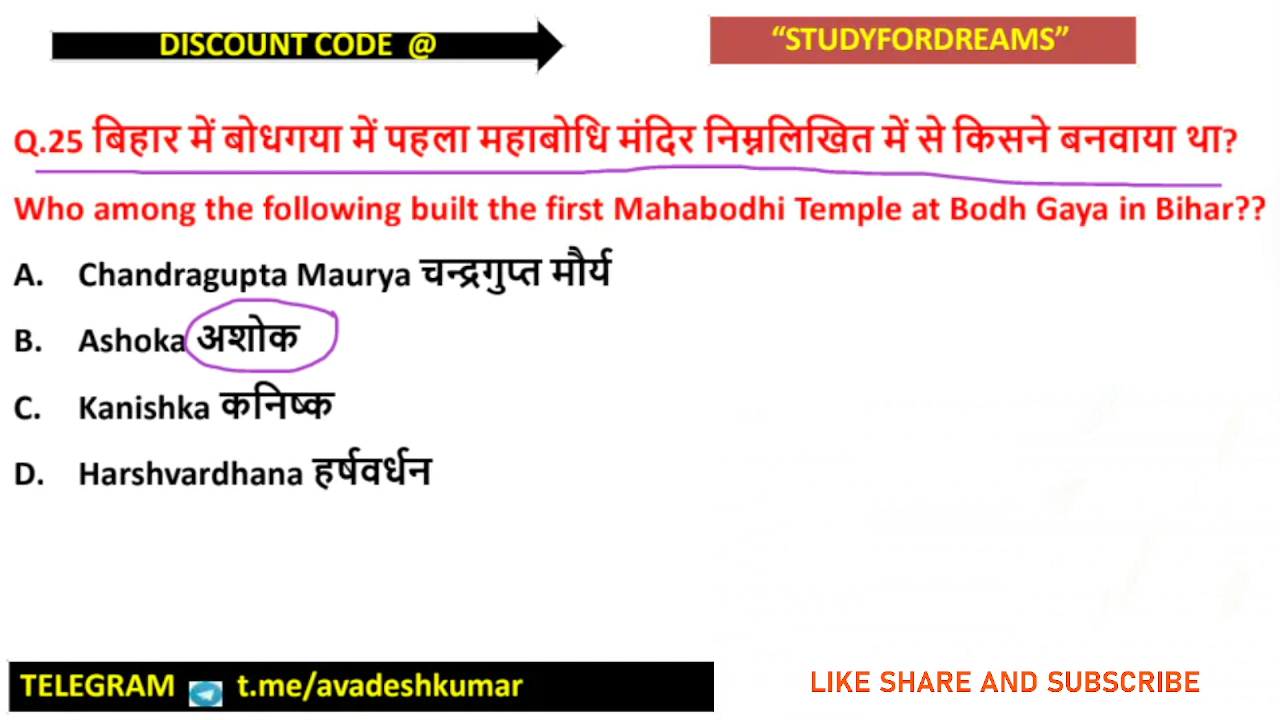 DISCOUNT CODE @
“STUDYFORDREAMS”
Q.25 बिहार में बोधगया में पहला महाबोधि मंदिर निम्नलिखित में से किसने बनवाया था?
Who among the following built the first Mahabodhi Temple at Bodh Gaya in Bihar??
A. Chandragupta Maurya चन्द्रगुप्त मौर्य
B. Ashoka अशोक
C. Kanishka कनिष्क
D. Harshvardhana हर्षवर्धन
TELEGRAM t.me/avadeshkumar
LIKE SHARE AND SUBSCRIBE